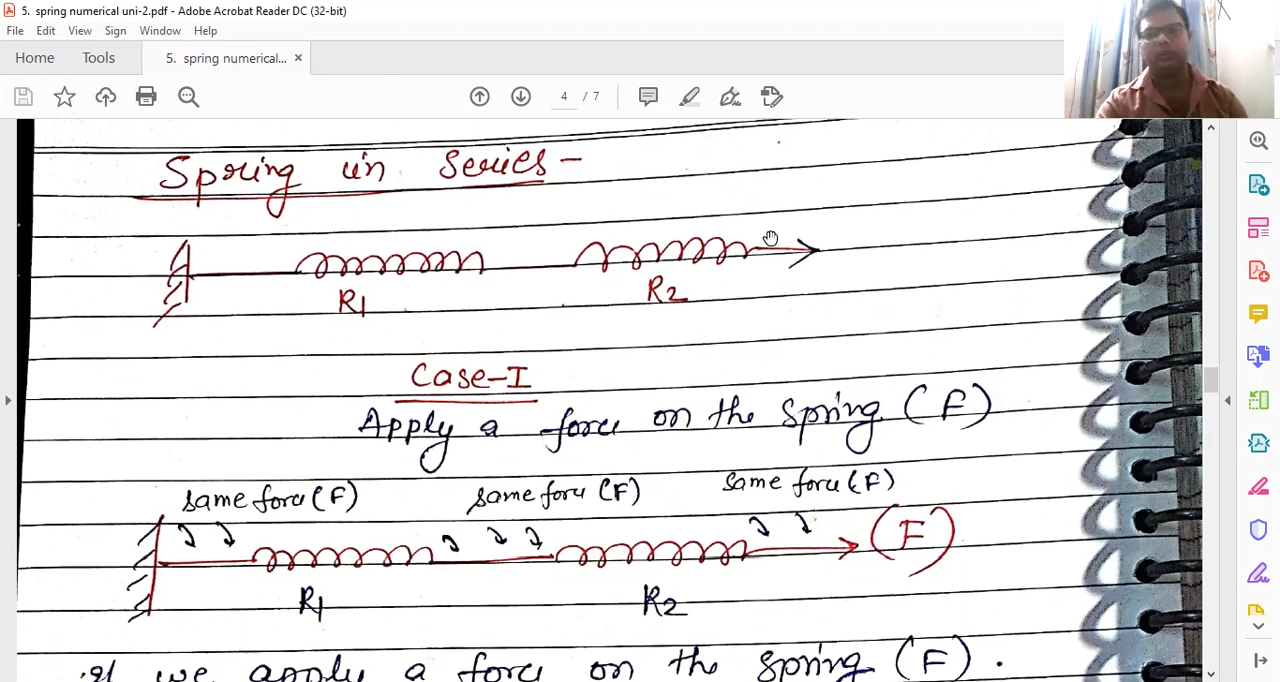 5. spring numerical uni-2.pdf - Adobe Acrobat Reader DC (32-bit)
File Edit View Sign Window Help
Home Tools 5. spring numerical... ×
4 / 7
Spring in Series -
K1 K2
Case-I
Apply a force on the spring (F)
same force (F) same force (F) same force (F)
(F)
K1 K2
If we apply a force on the spring (F).